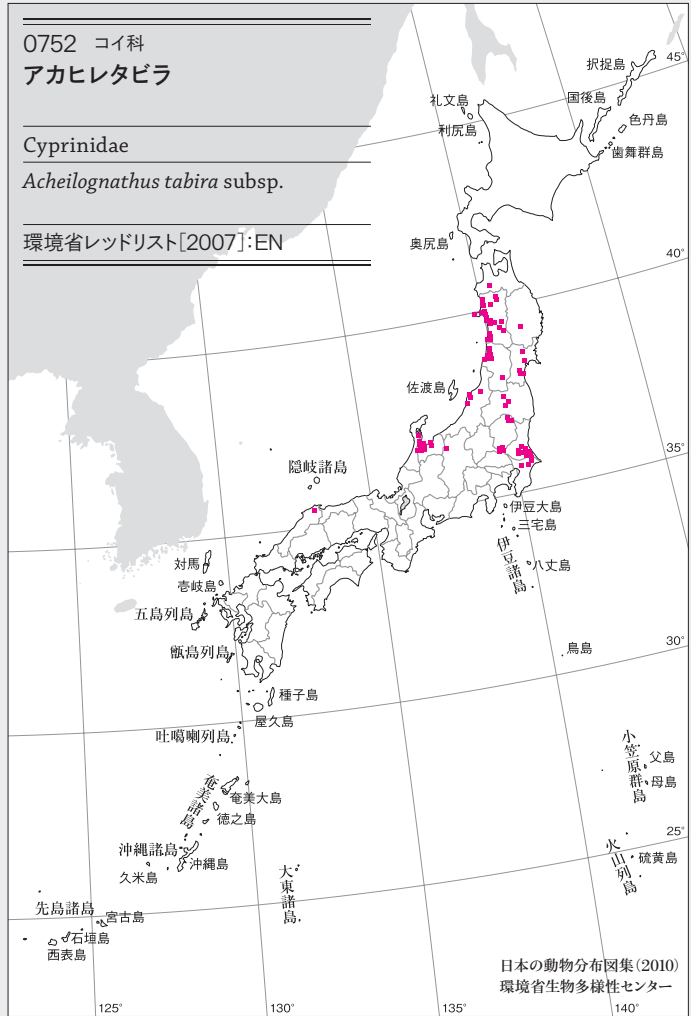 0752 コイ科
アカヒレタビラ
Cyprinidae
Acheilognathus tabira subsp.
環境省レッドリスト[2007]:EN
択捉島
45°
礼文島
国後島
利尻島
色丹島
歯舞群島
奥尻島
40°
佐渡島
35°
隠岐諸島
伊豆大島
三宅島
伊豆諸島
八丈島
対馬
壱岐島
五島列島
甑島列島
鳥島
30°
種子島
屋久島
吐噶喇列島
小笠原群島
父島
母島
奄美諸島
奄美大島
徳之島
25°
沖縄諸島
沖縄島
久米島
火山列島
硫黄島
大東諸島
先島諸島
宮古島
石垣島
西表島
日本の動物分布図集(2010)
環境省生物多様性センター
125°
130°
135°
140°